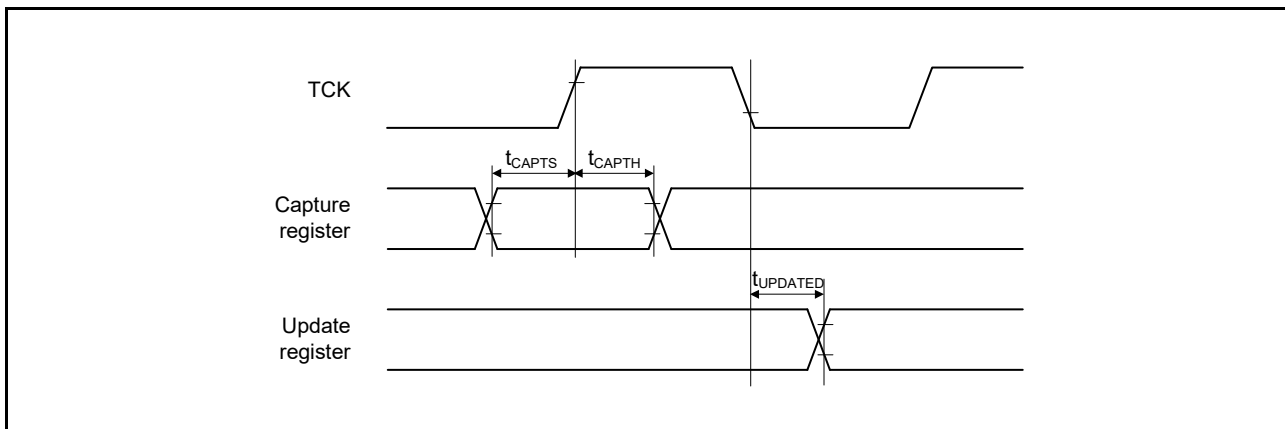 TCK
tCAPTS
tCAPTH
Capture
register
tUPDATED
Update
register